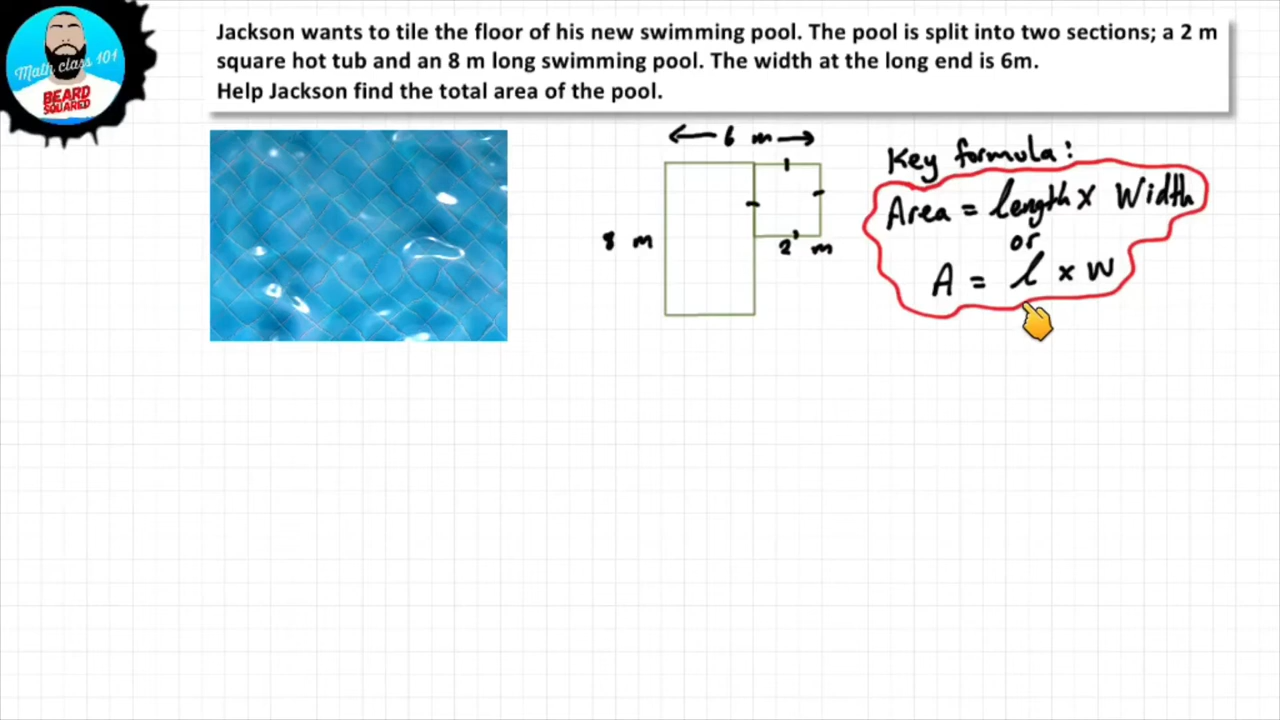 Math class 101
BEARD
SQUARED
Jackson wants to tile the floor of his new swimming pool. The pool is split into two sections; a 2 m
square hot tub and an 8 m long swimming pool. The width at the long end is 6m.
Help Jackson find the total area of the pool.
6 m
8 m
2 m
Key formula:
Area = length x Width
or
A = l x w